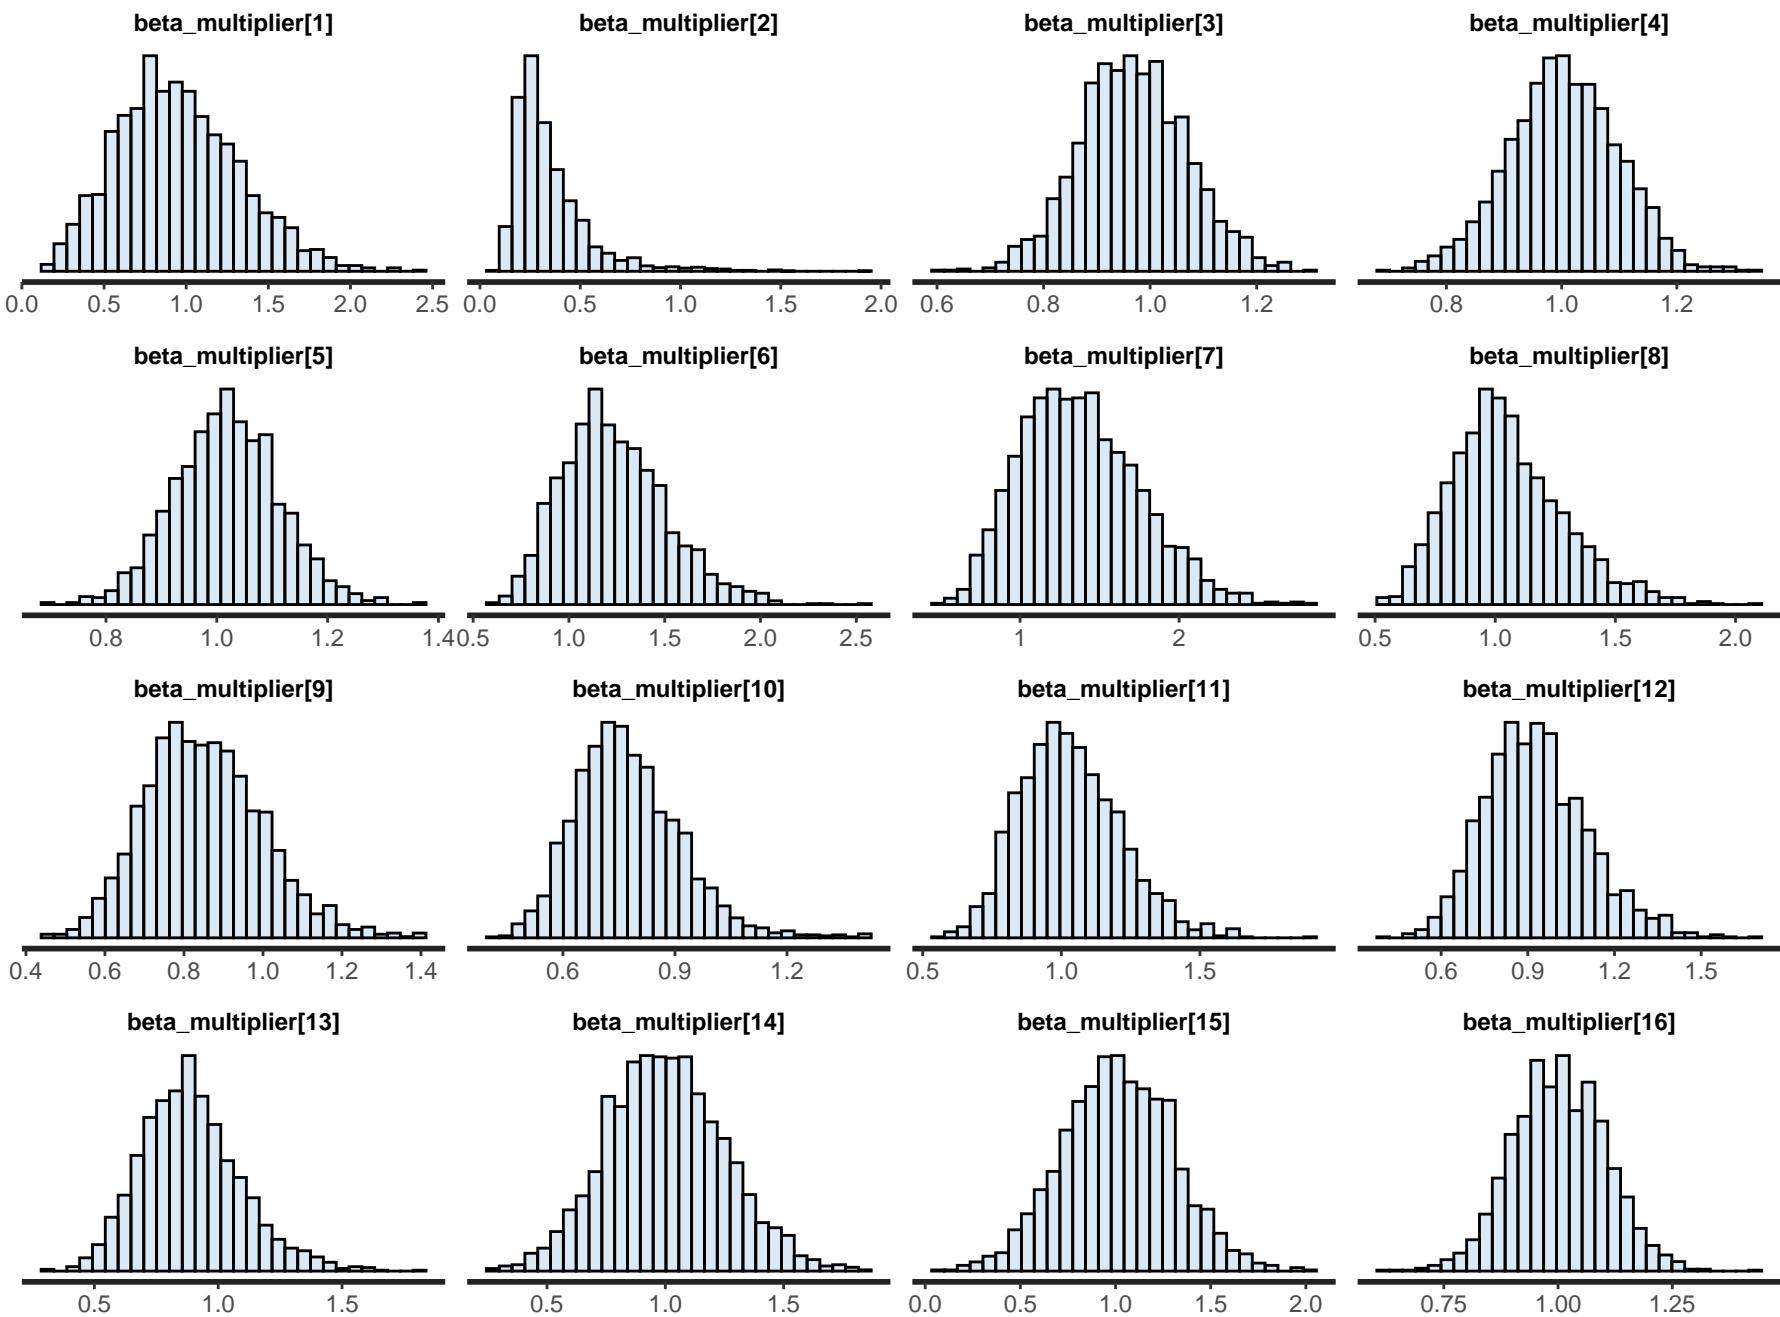 beta_multiplier[1] beta_multiplier[2] beta_multiplier[3] beta_multiplier[4]
0.0 0.5 1.0 1.5 2.0 2.5 0.0 0.5 1.0 1.5 2.0 0.6 0.8 1.0 1.2 0.8 1.0 1.2
beta_multiplier[5] beta_multiplier[6] beta_multiplier[7] beta_multiplier[8]
0.8 1.0 1.2 1.4 0.5 1.0 1.5 2.0 2.5 1 2 0.5 1.0 1.5 2.0
beta_multiplier[9] beta_multiplier[10] beta_multiplier[11] beta_multiplier[12]
0.4 0.6 0.8 1.0 1.2 1.4 0.6 0.9 1.2 0.5 1.0 1.5 0.6 0.9 1.2 1.5
beta_multiplier[13] beta_multiplier[14] beta_multiplier[15] beta_multiplier[16]
0.5 1.0 1.5 0.5 1.0 1.5 0.0 0.5 1.0 1.5 2.0 0.75 1.00 1.25